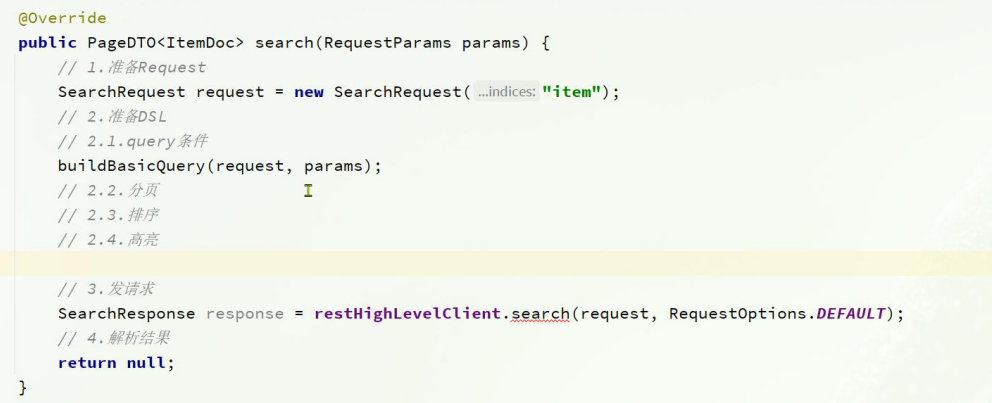 @Override
public PageDTO<ItemDoc> search(RequestParams params) {
// 1.准备Request
SearchRequest request = new SearchRequest( ...indices: "item");
// 2.准备DSL
// 2.1.query条件
buildBasicQuery(request, params);
// 2.2.分页
// 2.3.排序
// 2.4.高亮
// 3.发请求
SearchResponse response = restHighLevelClient.search(request, RequestOptions.DEFAULT);
// 4.解析结果
return null;
}